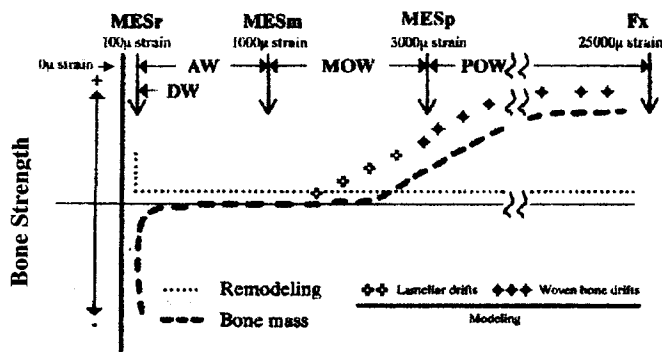 MESr MESm MESp Fx
100μ strain 1000μ strain 3000μ strain 25000μ strain
0μ strain AW MOW POW
+
DW
Bone Strength
-
Remodeling
Bone mass
Lamellar drifts Woven bone drifts
Modeling